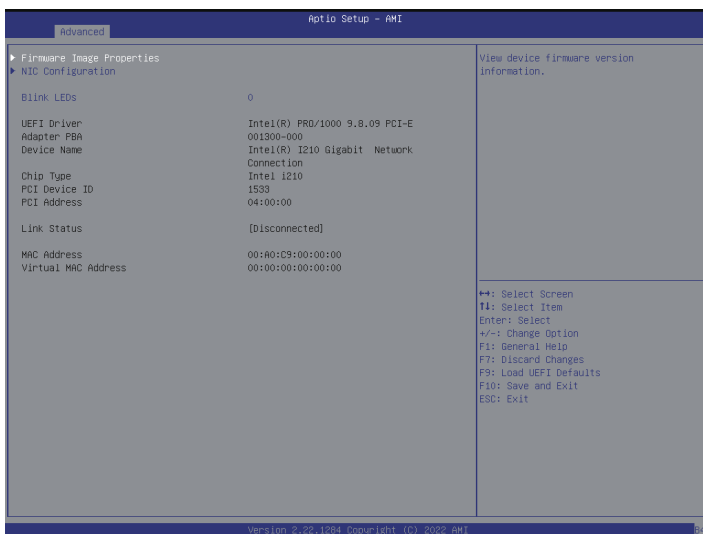 Aptio Setup – AMI
Advanced
Firmware Image Properties
NIC Configuration
Blink LEDs 0
UEFI Driver Intel(R) PRO/1000 9.8.09 PCI-E
Adapter PBA 001300-000
Device Name Intel(R) I210 Gigabit Network
Connection
Chip Type Intel i210
PCI Device ID 1533
PCI Address 04:00:00
Link Status [Disconnected]
MAC Address 00:A0:C9:00:00:00
Virtual MAC Address 00:00:00:00:00:00
View device firmware version
information.
↔: Select Screen
↑↓: Select Item
Enter: Select
+/-: Change Option
F1: General Help
F7: Discard Changes
F9: Load UEFI Defaults
F10: Save and Exit
ESC: Exit
Version 2.22.1284 Copyright (C) 2022 AMI